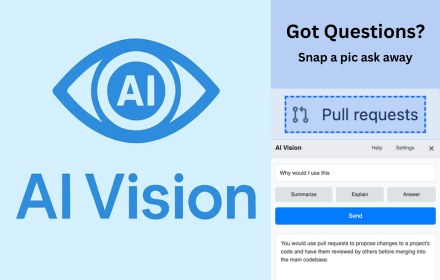 AI
AI Vision
Got Questions?
Snap a pic ask away
Pull requests
AI Vision
Help
Settings
Why would I use this
Summarize
Explain
Answer
Send
You would use pull requests to propose changes to a project's
code and have them reviewed by others before merging into
the main codebase.